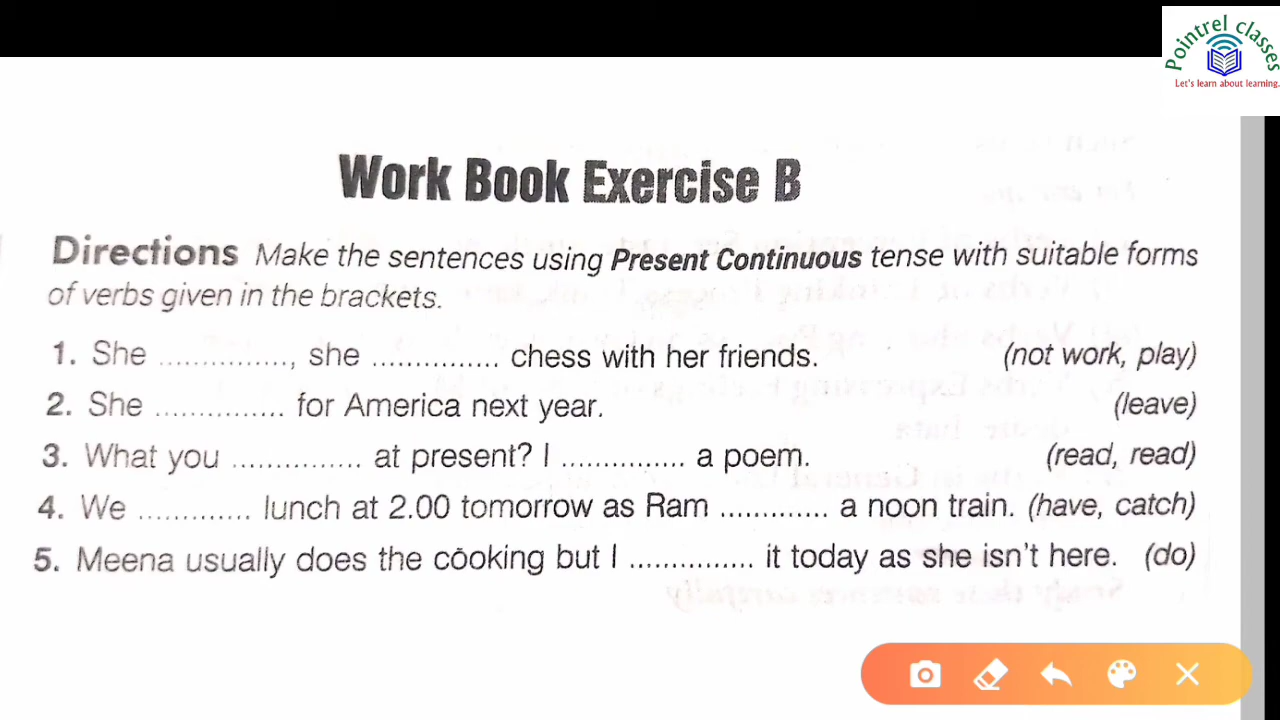 Pointrel classes
Let's learn about learning.
Work Book Exercise B
Directions Make the sentences using Present Continuous tense with suitable forms
of verbs given in the brackets.
1. She .............., she .............. chess with her friends. (not work, play)
2. She .............. for America next year. (leave)
3. What you .............. at present? I .............. a poem. (read, read)
4. We ............. lunch at 2.00 tomorrow as Ram ............ a noon train. (have, catch)
5. Meena usually does the cooking but I .............. it today as she isn't here. (do)